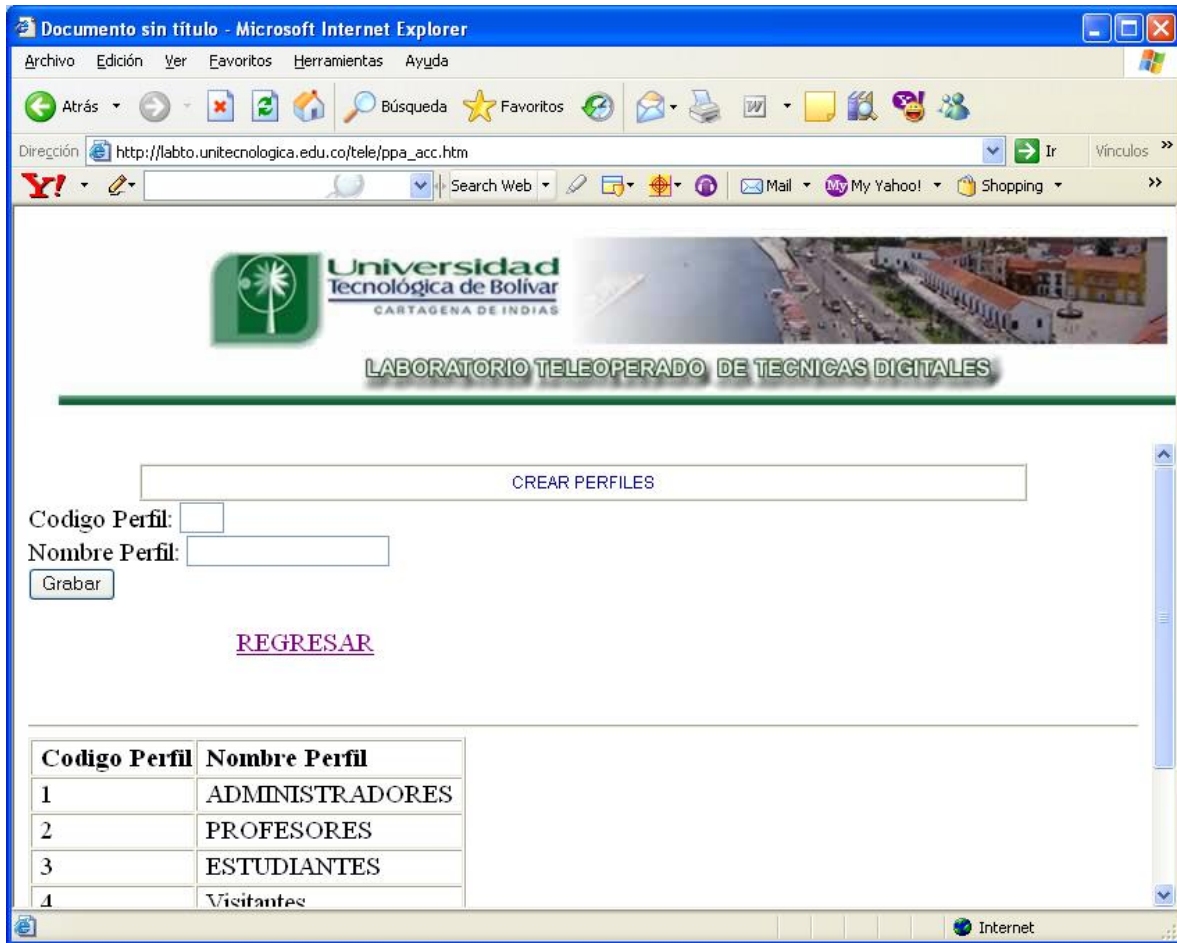 Documento sin título - Microsoft Internet Explorer
Archivo Edición Ver Favoritos Herramientas Ayuda
Atrás Búsqueda Favoritos
Dirección http://labto.unitecnologica.edu.co/tele/ppa_acc.htm Ir Vínculos »
Y! Search Web Mail My My Yahoo! Shopping »
Universidad
Tecnológica de Bolívar
CARTAGENA DE INDIAS
LABORATORIO TELEOPERADO DE TECNICAS DIGITALES
CREAR PERFILES
Codigo Perfil:
Nombre Perfil:
Grabar
REGRESAR
Codigo Perfil Nombre Perfil
1 ADMINISTRADORES
2 PROFESORES
3 ESTUDIANTES
4 Visitantes
Internet